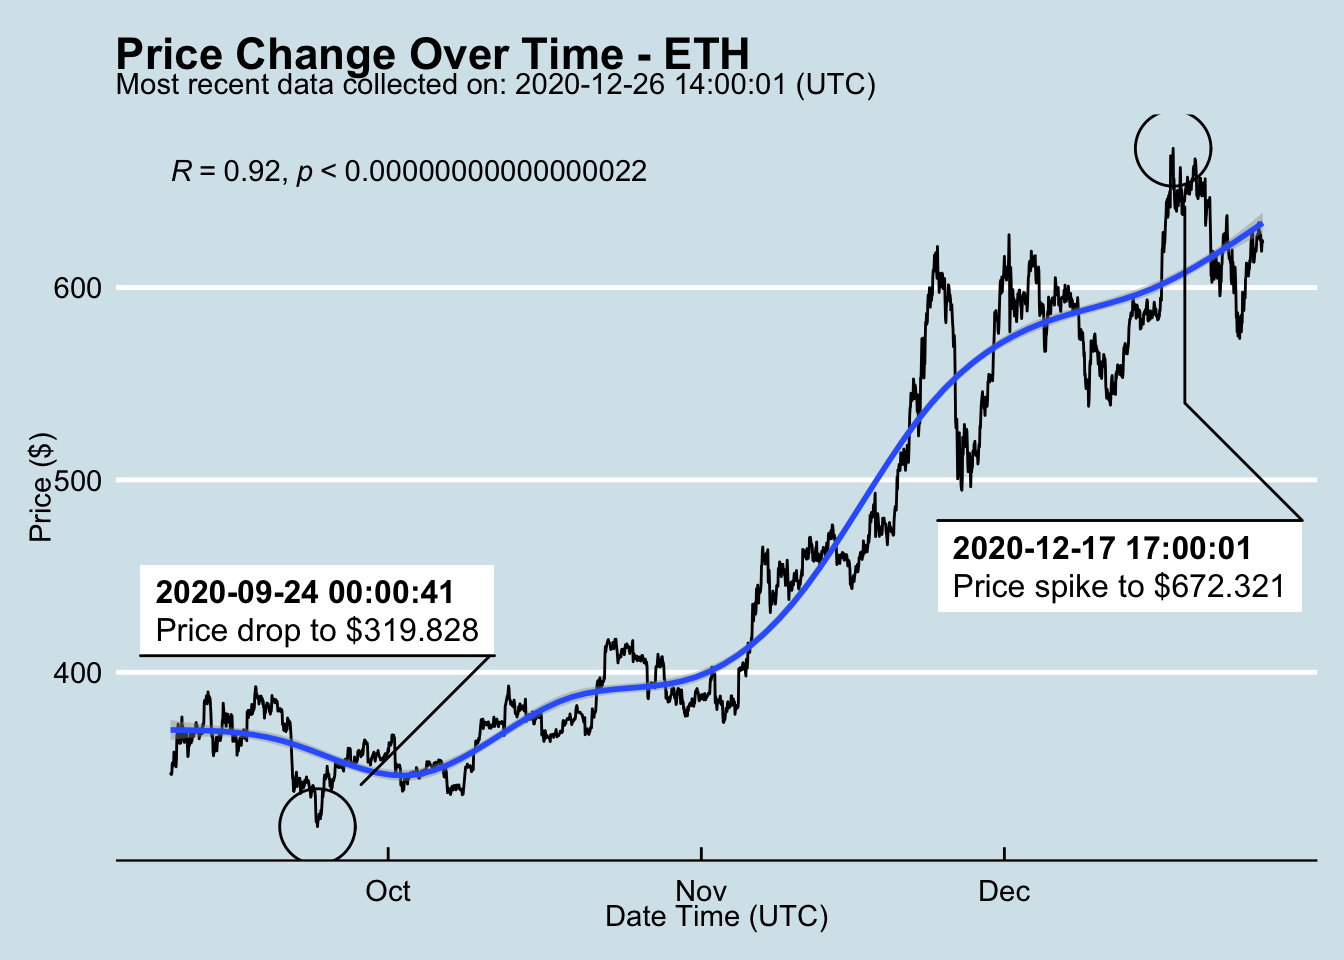 Price Change Over Time - ETH
Most recent data collected on: 2020-12-26 14:00:01 (UTC)
R = 0.92, p < 0.00000000000000022
600
500
400
Price ($)
2020-09-24 00:00:41
Price drop to $319.828
2020-12-17 17:00:01
Price spike to $672.321
Oct
Nov
Dec
Date Time (UTC)